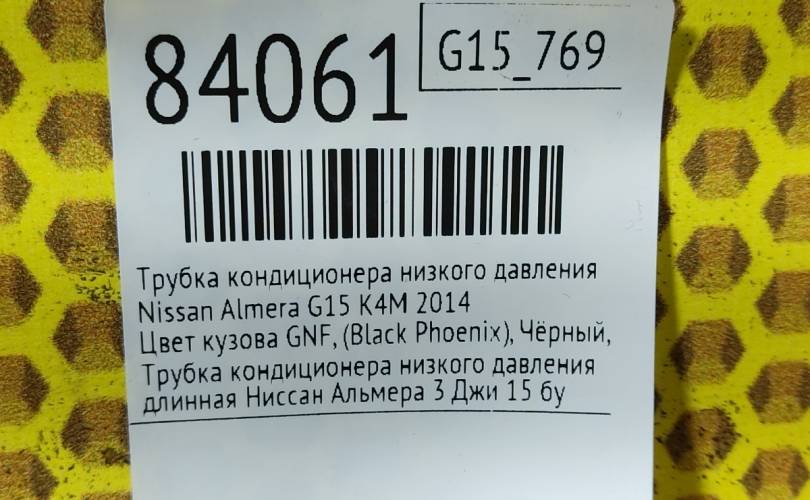 84061
G15_769
Трубка кондиционера низкого давления
Nissan Almera G15 K4M 2014
Цвет кузова GNF, (Black Phoenix), Чёрный,
Трубка кондиционера низкого давления
длинная Ниссан Альмера 3 Джи 15 бу